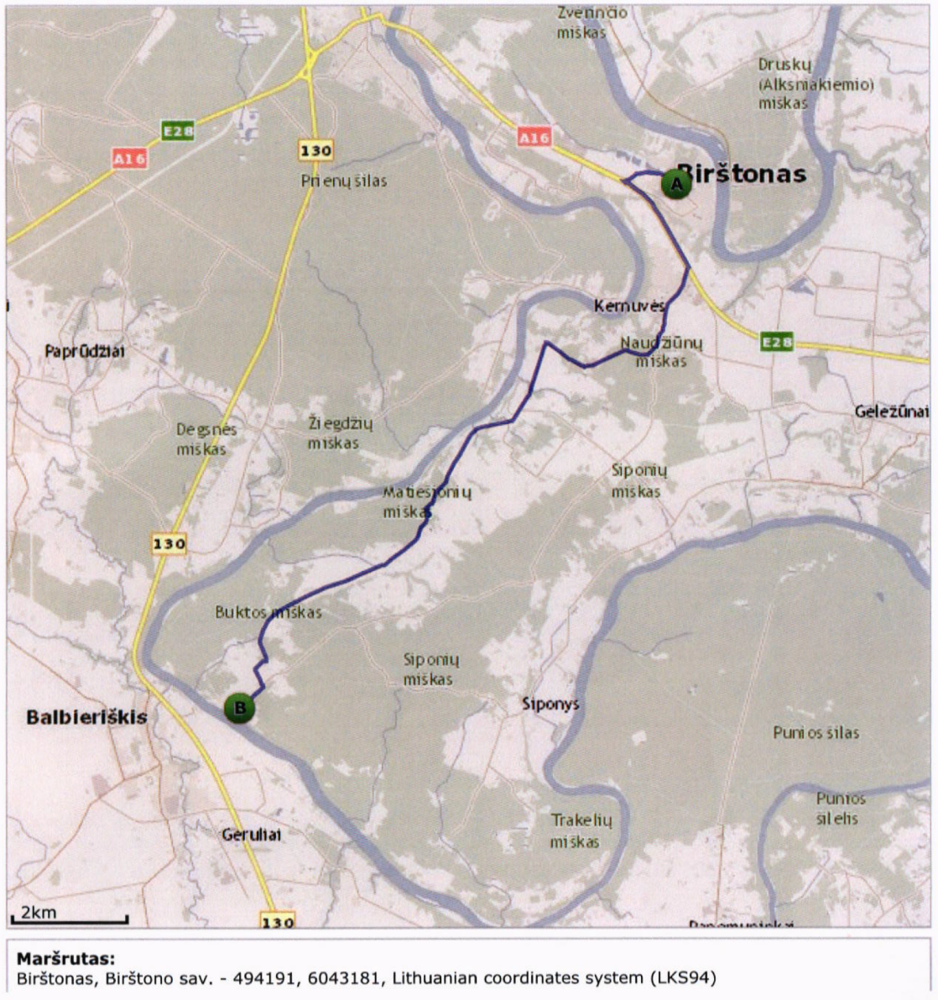 Žvērinčio
miškas
Druskų
(Alksniakiemio)
miškas
E28
A16
A16
130
Birštonas
A
Prienų šilas
Kernuvės
Paprūdžiai
Naudžiūnų
miškas
E28
Geležūnai
Degsnės
miškas
Žiegdžių
miškas
Siponių
miškas
Matiešionių
miškas
130
Buktos miškas
Siponių
miškas
B
Siponys
Balbieriškis
Punios šilas
Punios
šilelis
Trakelių
miškas
Geruliai
2km
130
Maršrutas:
Birštonas, Birštono sav. - 494191, 6043181, Lithuanian coordinates system (LKS94)